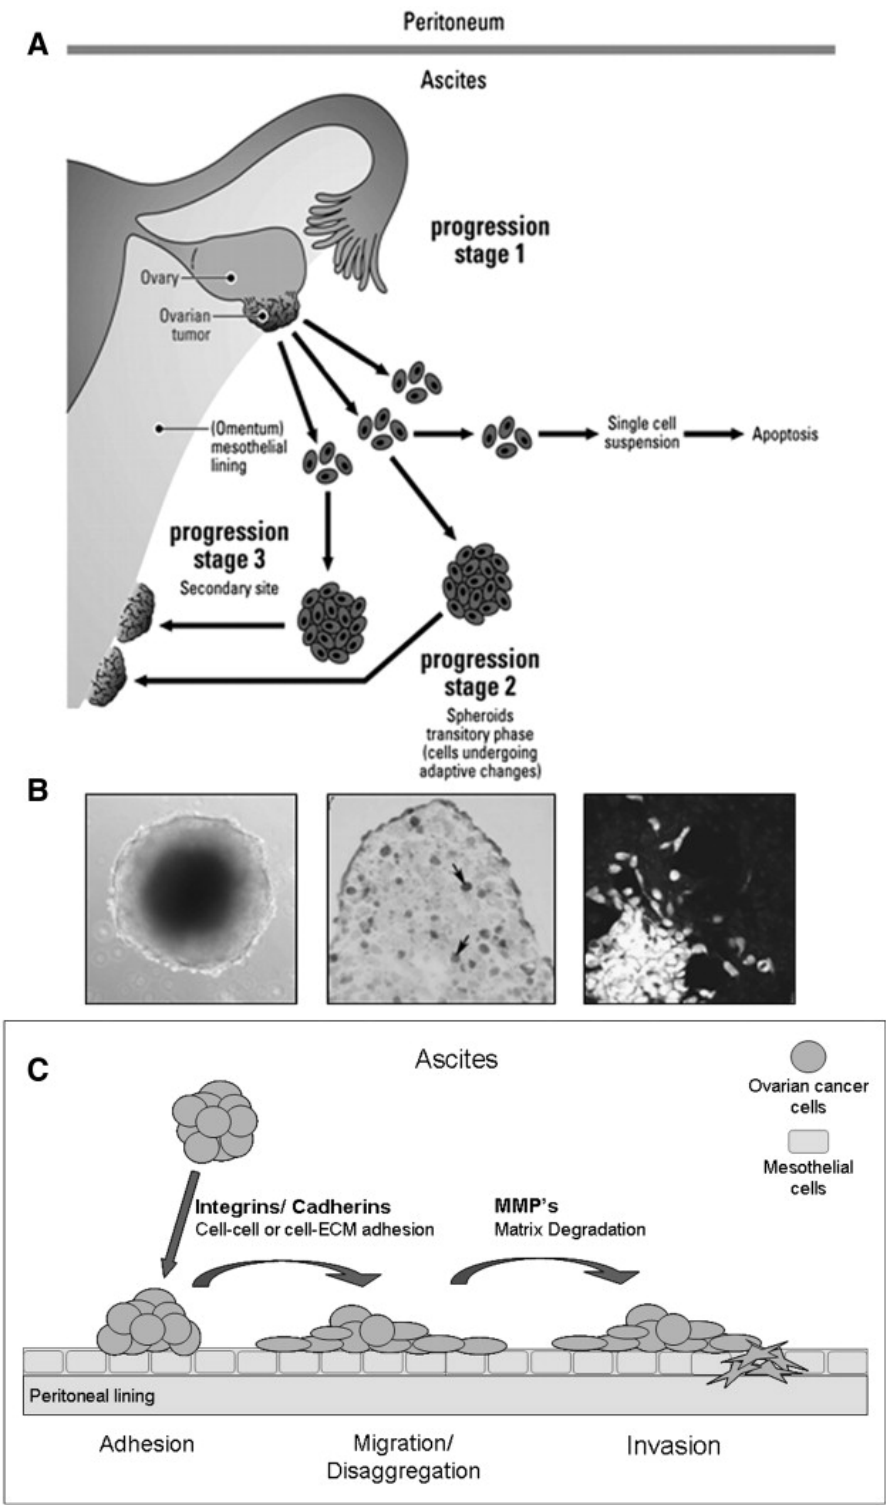 A
Peritoneum
Ascites
progression
stage 1
Ovary
Ovarian
tumor
(Omentum)
mesothelial
lining
Single cell
suspension
Apoptosis
progression
stage 3
Secondary site
progression
stage 2
Spheroids
transitory phase
(cells undergoing
adaptive changes)
B
C
Ascites
Ovarian cancer
cells
Mesothelial
cells
Integrins/ Cadherins
Cell-cell or cell-ECM adhesion
MMP's
Matrix Degradation
Peritoneal lining
Adhesion
Migration/
Disaggregation
Invasion